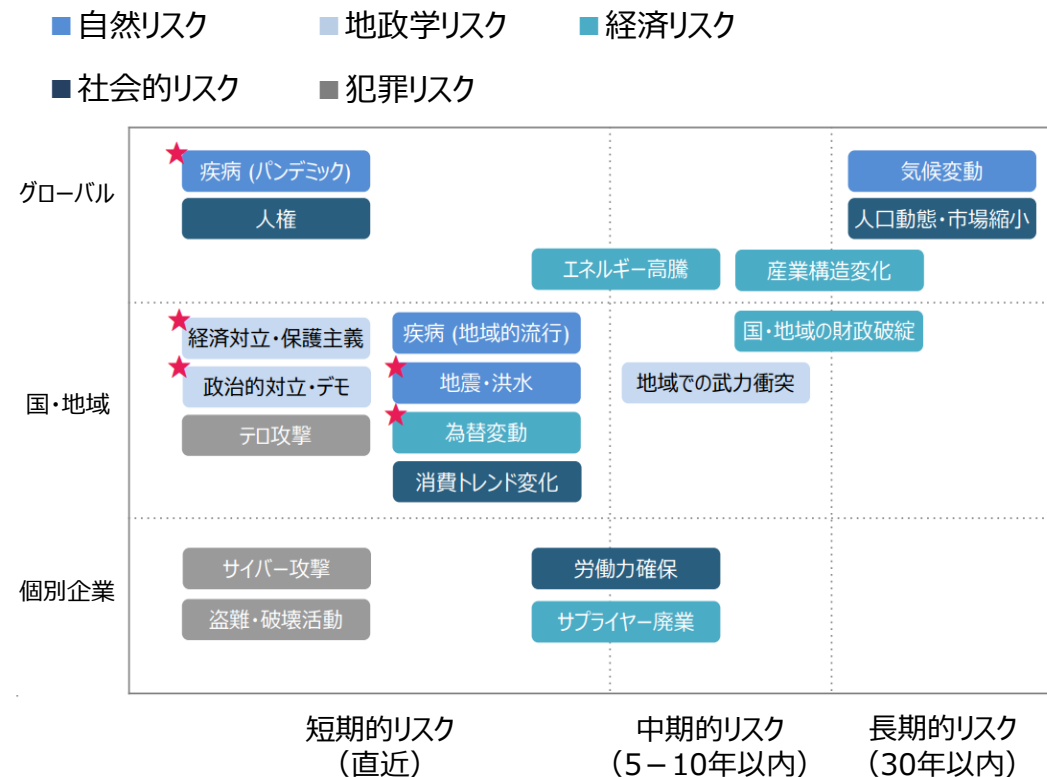 ■自然リスク ■地政学リスク ■経済リスク
■社会的リスク ■犯罪リスク
グローバル
疾病 (パンデミック)
気候変動
人権
人口動態・市場縮小
エネルギー高騰
産業構造変化
国・地域
経済対立・保護主義
疾病 (地域的流行)
国・地域の財政破綻
政治的対立・デモ
地震・洪水
地域での武力衝突
テロ攻撃
為替変動
消費トレンド変化
個別企業
サイバー攻撃
労働力確保
盗難・破壊活動
サプライヤー廃業
短期的リスク
（直近）
中期的リスク
（5－10年以内）
長期的リスク
（30年以内）